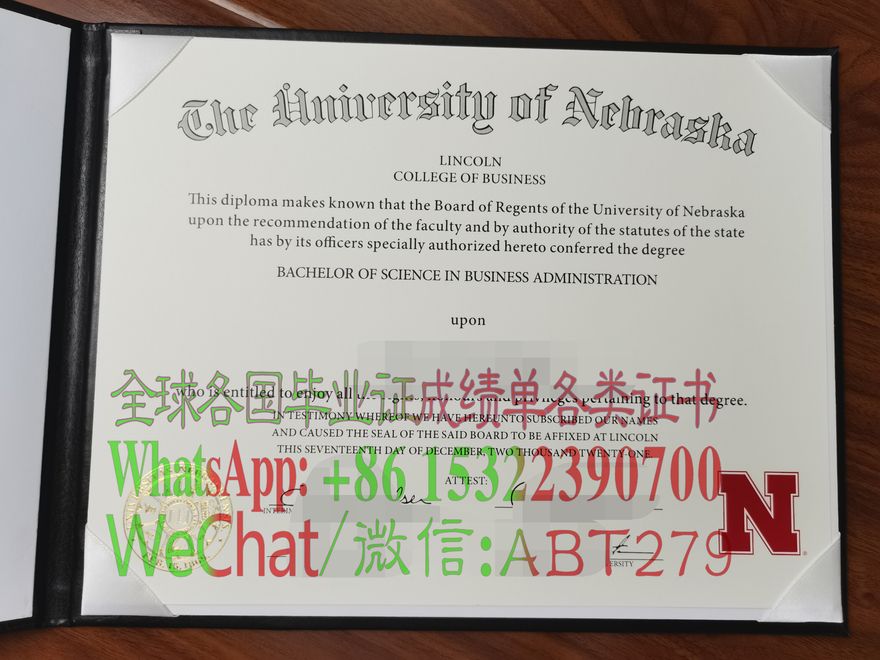 The University of Nebraska
LINCOLN
COLLEGE OF BUSINESS
This diploma makes known that the Board of Regents of the University of Nebraska
upon the recommendation of the faculty and by authority of the statutes of the state
has by its officers specially authorized hereto conferred the degree
BACHELOR OF SCIENCE IN BUSINESS ADMINISTRATION
upon
全球各国毕业证成绩单各类证书
who is entitled to enjoy all privileges pertaining to that degree.
IN TESTIMONY WHEREOF WE HAVE HEREUNTO SUBSCRIBED OUR NAMES
AND CAUSED THE SEAL OF THE SAID BOARD TO BE AFFIXED AT LINCOLN
THIS SEVENTEENTH DAY OF DECEMBER, TWO THOUSAND TWENTY-ONE.
WhatsApp: +86 15322390700
ATTEST:
N
WeChat/微信:ABT279